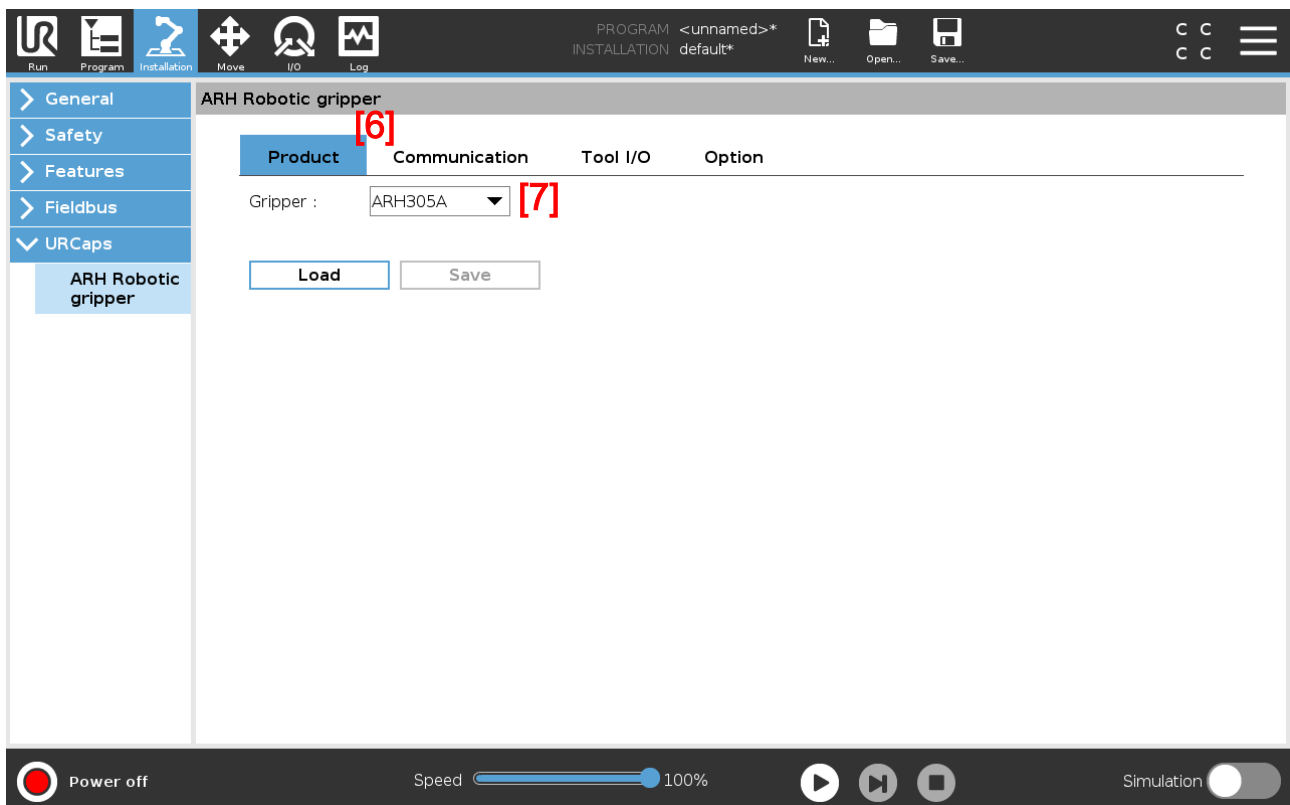 UR
Run
Program
Installation
Move
I/O
Log
PROGRAM <unnamed>*
INSTALLATION default*
New...
Open...
Save...
C C
C C
General
Safety
Features
Fieldbus
URCaps
ARH Robotic
gripper
ARH Robotic gripper
[6]
Product Communication Tool I/O Option
Gripper : ARH305A [7]
Load Save
Power off
Speed 100%
Simulation